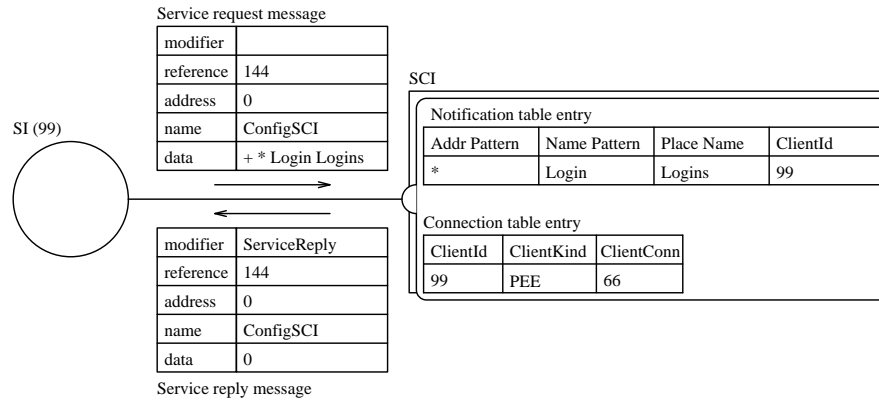 Service request message
modifier
reference 144
address 0
name ConfigSCI
data + * Login Logins
SI (99)
SCI
Notification table entry
Addr Pattern Name Pattern Place Name ClientId
* Login Logins 99
Connection table entry
ClientId ClientKind ClientConn
99 PEE 66
modifier ServiceReply
reference 144
address 0
name ConfigSCI
data 0
Service reply message